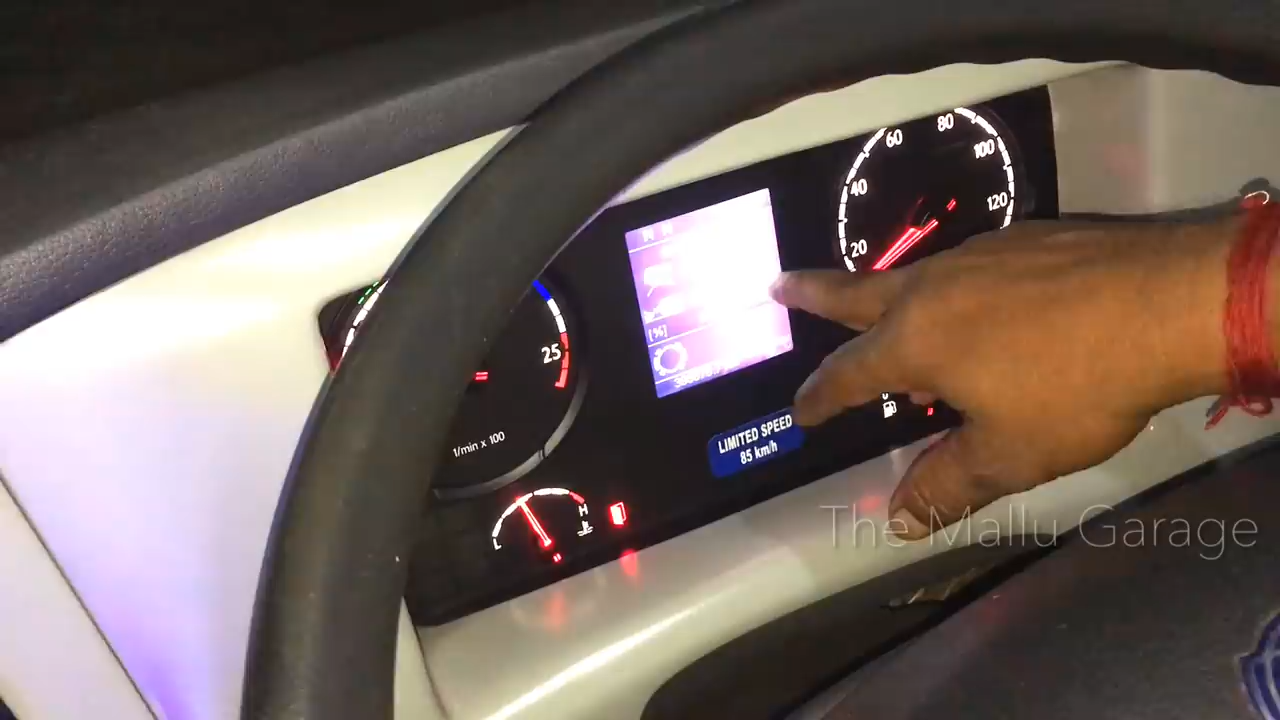 60
80
100
120
40
20
25
[%]
1/min x 100
LIMITED SPEED
85 km/h
H
L
The Mallu Garage